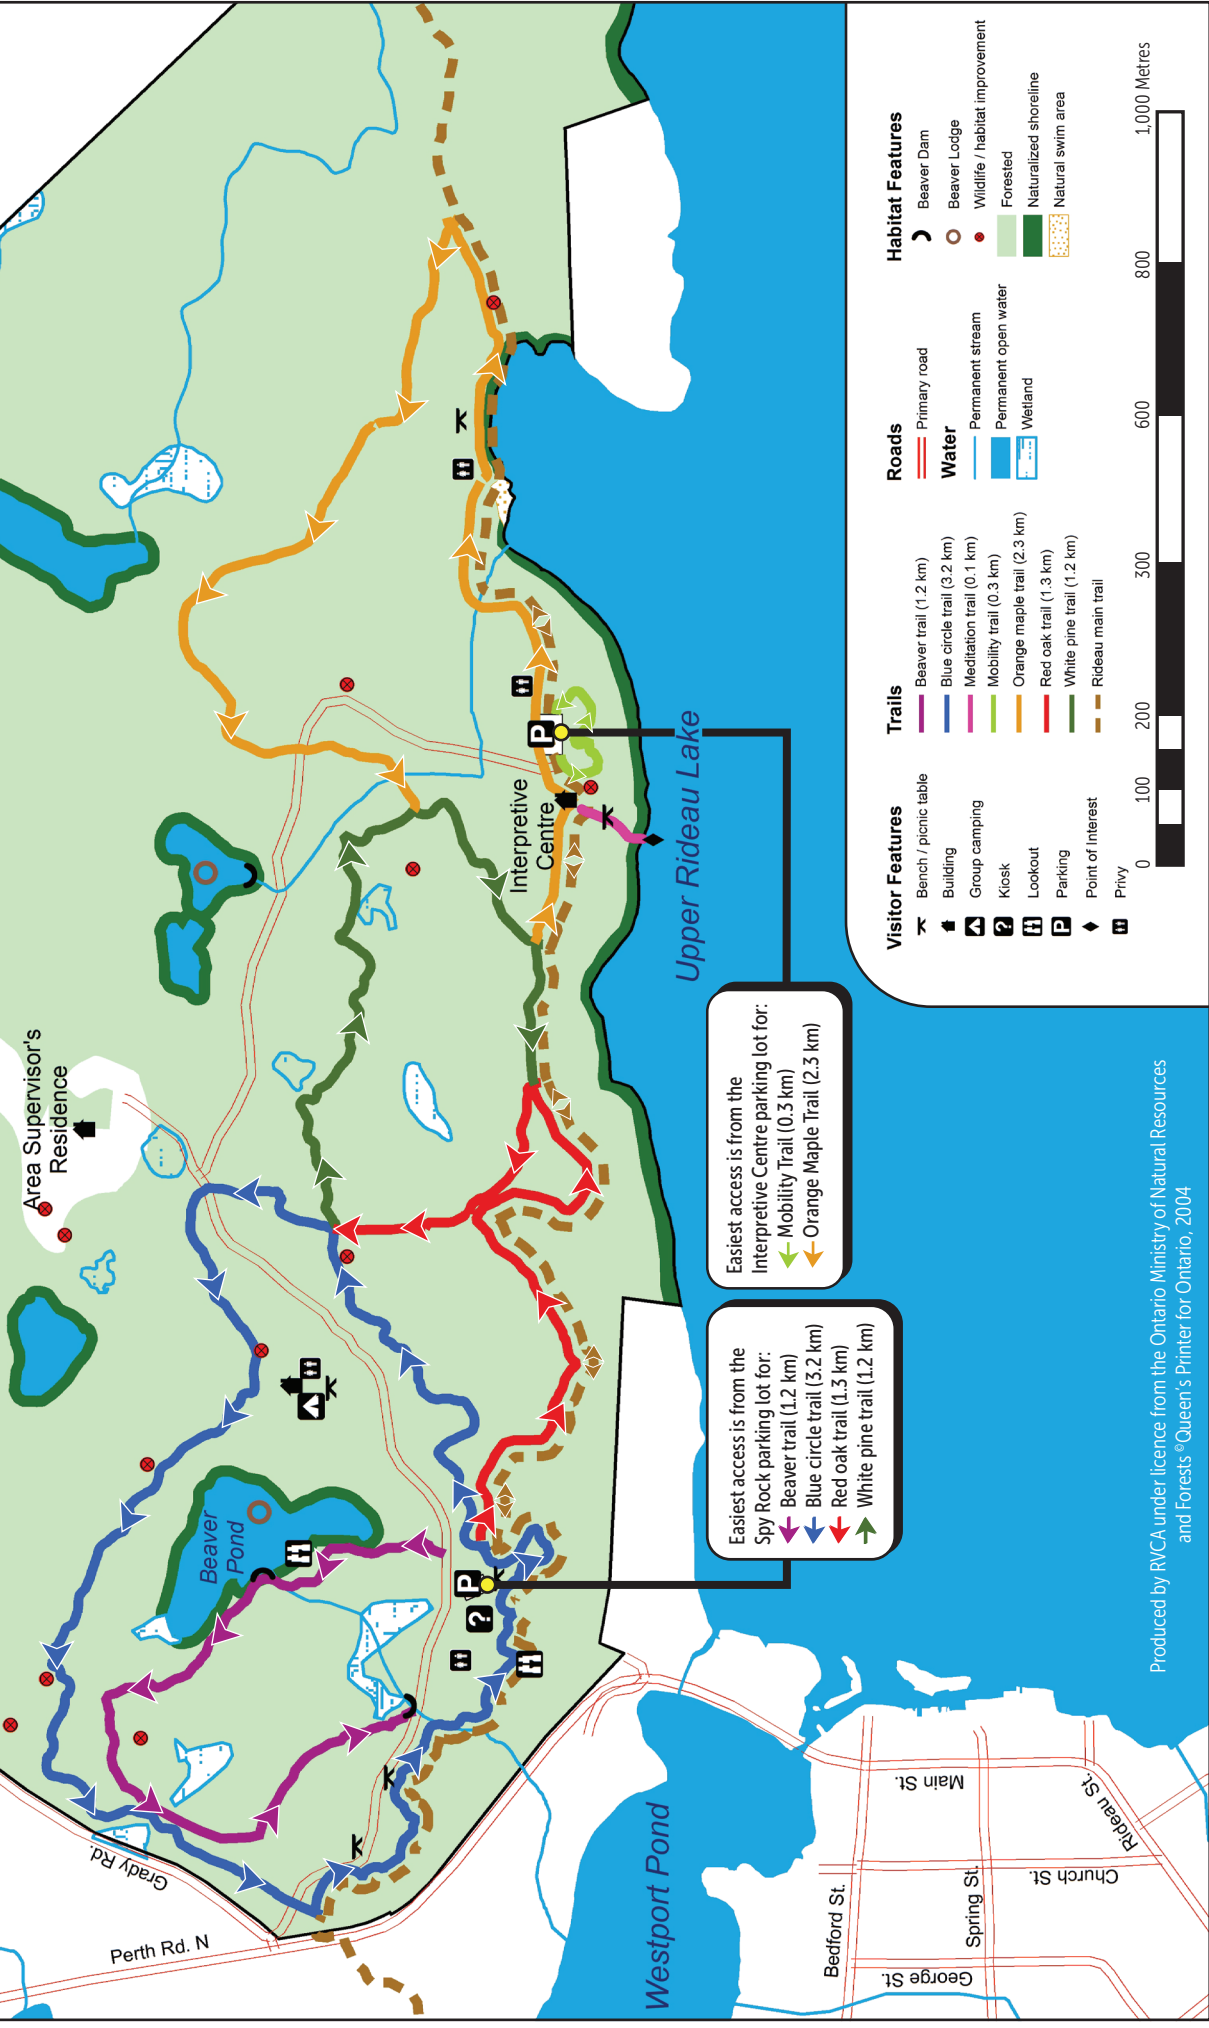 Area Supervisor's
Residence
Beaver
Pond
Interpretive
Centre
Upper Rideau Lake
Westport Pond
Grady Rd.
Perth Rd. N
Main St.
Rideau St.
Church St.
Bedford St.
Spring St.
George St.
P
P
?
Easiest access is from the
Spy Rock parking lot for:
Beaver trail (1.2 km)
Blue circle trail (3.2 km)
Red oak trail (1.3 km)
White pine trail (1.2 km)
Easiest access is from the
Interpretive Centre parking lot for:
Mobility Trail (0.3 km)
Orange Maple Trail (2.3 km)
Visitor Features
Bench / picnic table
Building
Group camping
? Kiosk
Lookout
P Parking
Point of Interest
Privy
Trails
Beaver trail (1.2 km)
Blue circle trail (3.2 km)
Meditation trail (0.1 km)
Mobility trail (0.3 km)
Orange maple trail (2.3 km)
Red oak trail (1.3 km)
White pine trail (1.2 km)
Rideau main trail
Roads
Primary road
Water
Permanent stream
Permanent open water
Wetland
Habitat Features
Beaver Dam
Beaver Lodge
Wildlife / habitat improvement
Forested
Naturalized shoreline
Natural swim area
0 100 200 300 600 800 1,000 Metres
Produced by RVCA under licence from the Ontario Ministry of Natural Resources
and Forests ©Queen's Printer for Ontario, 2004